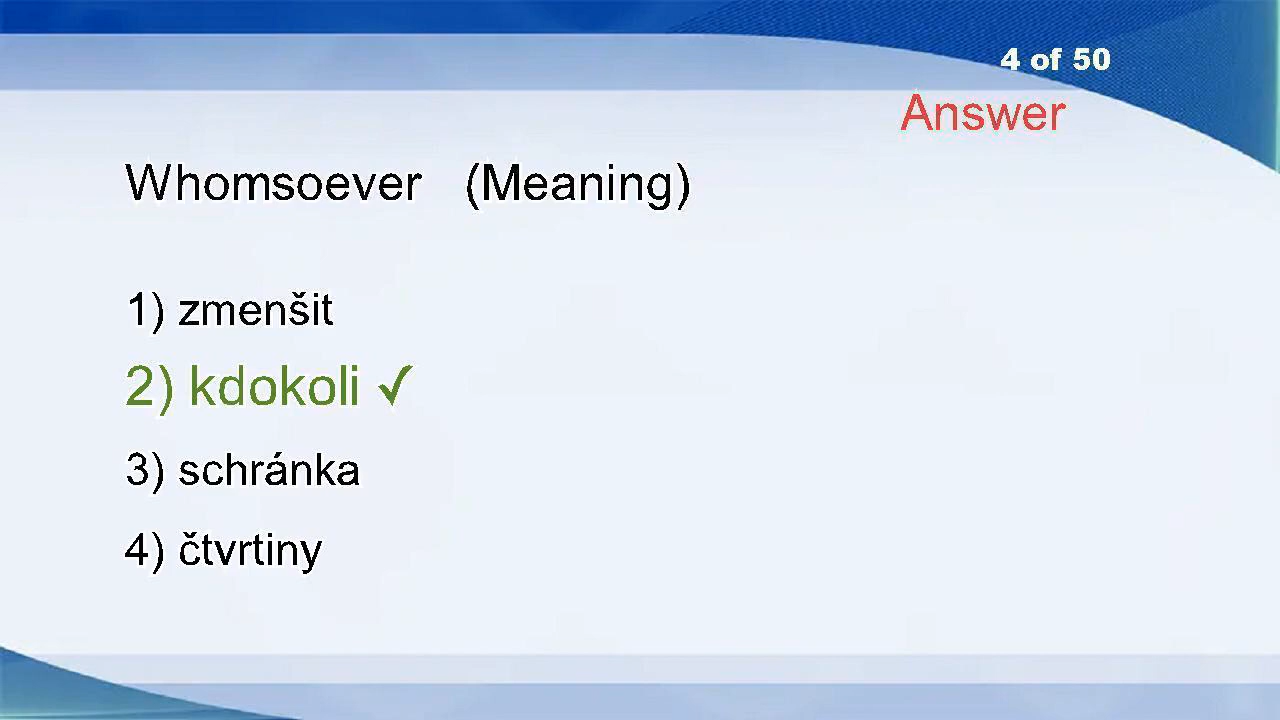 4 of 50
Answer
Whomsoever (Meaning)
1) zmenšit
2) kdokoli ✓
3) schránka
4) čtvrtiny